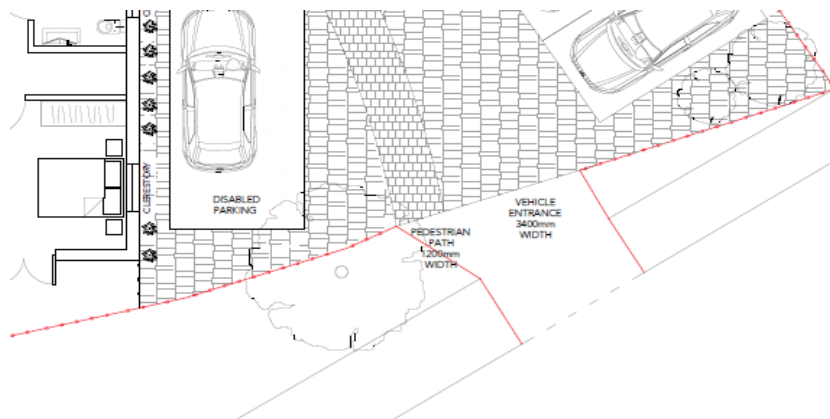 CLERESTORY
DISABLED
PARKING
PEDESTRIAN
PATH
1200mm
WIDTH
VEHICLE
ENTRANCE
3400mm
WIDTH